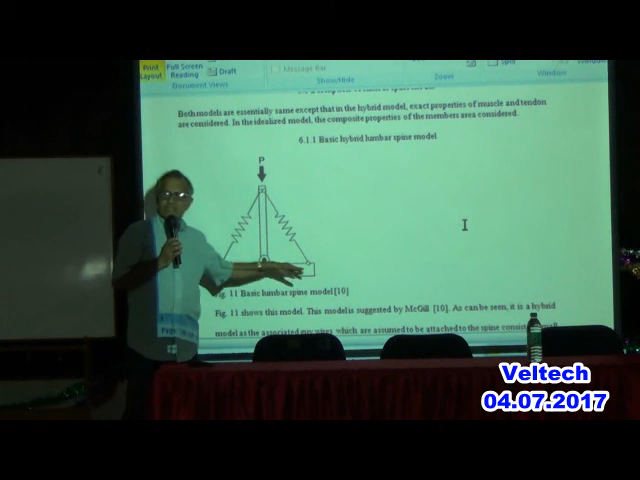 Print Layout
Full Screen Reading
Draft
Document Views
Message Bar
Show/Hide
Zoom
Split
Window
Window
Both models are essentially same except that in the hybrid model, exact properties of muscle and tendon
are considered. In the idealized model, the composite properties of the members area considered.
6.1.1 Basic hybrid lumbar spine model
P
Fig. 11 Basic lumbar spine model [10]
Fig. 11 shows this model. This model is suggested by McGill [10]. As can be seen, it is a hybrid
model as the associated guy wires, which are assumed to be attached to the spine
Veltech
04.07.2017